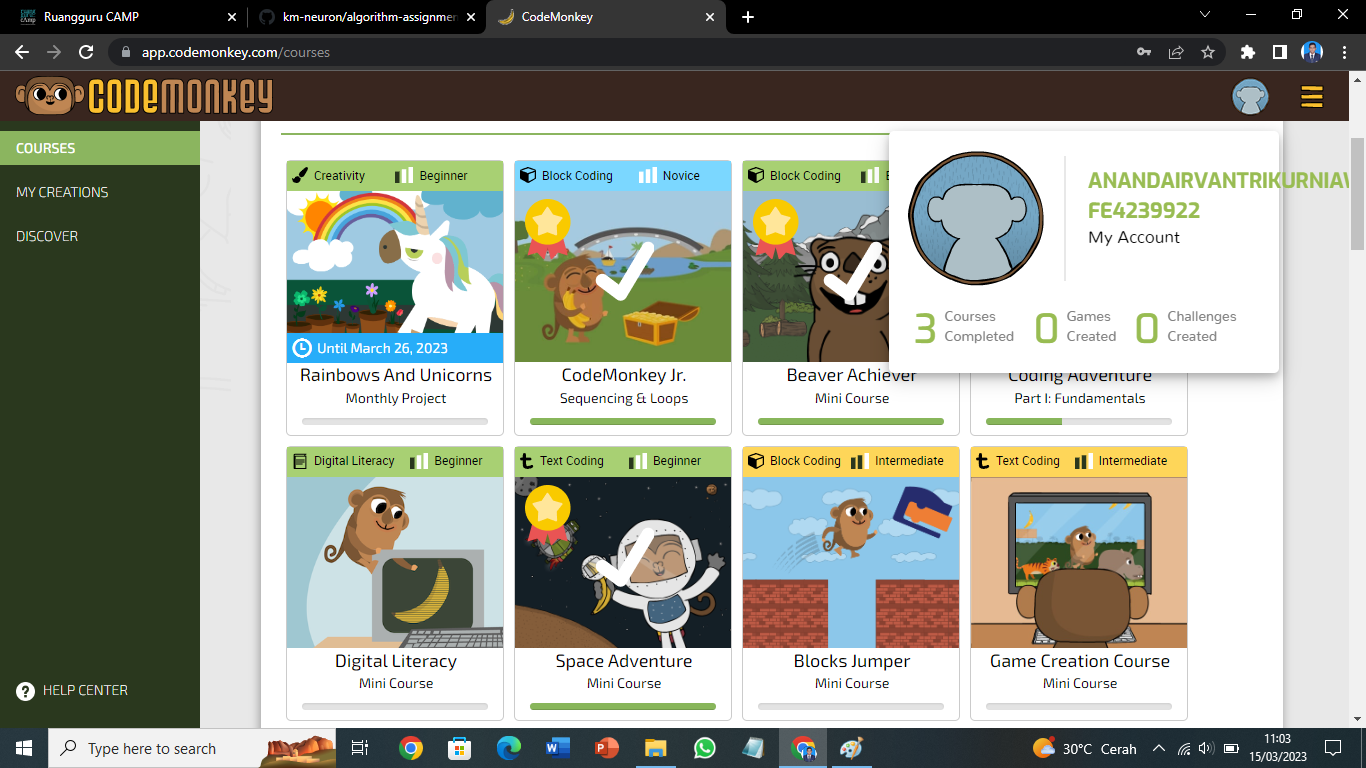 Ruangguru CAMP
km-neuron/algorithm-assignmen
CodeMonkey
app.codemonkey.com/courses
CODEMONKEY
COURSES
MY CREATIONS
DISCOVER
HELP CENTER
ANANDAIRVANTRIKURNIAV
FE4239922
My Account
3 Courses Completed
0 Games Created
0 Challenges Created
Creativity Beginner
Until March 26, 2023
Rainbows And Unicorns
Monthly Project
Block Coding Novice
CodeMonkey Jr.
Sequencing & Loops
Block Coding
Beaver Achiever
Mini Course
Coding Adventure
Part I: Fundamentals
Digital Literacy Beginner
Digital Literacy
Mini Course
Text Coding Beginner
Space Adventure
Mini Course
Block Coding Intermediate
Blocks Jumper
Mini Course
Text Coding Intermediate
Game Creation Course
Mini Course
Type here to search
30°C Cerah
11:03
15/03/2023